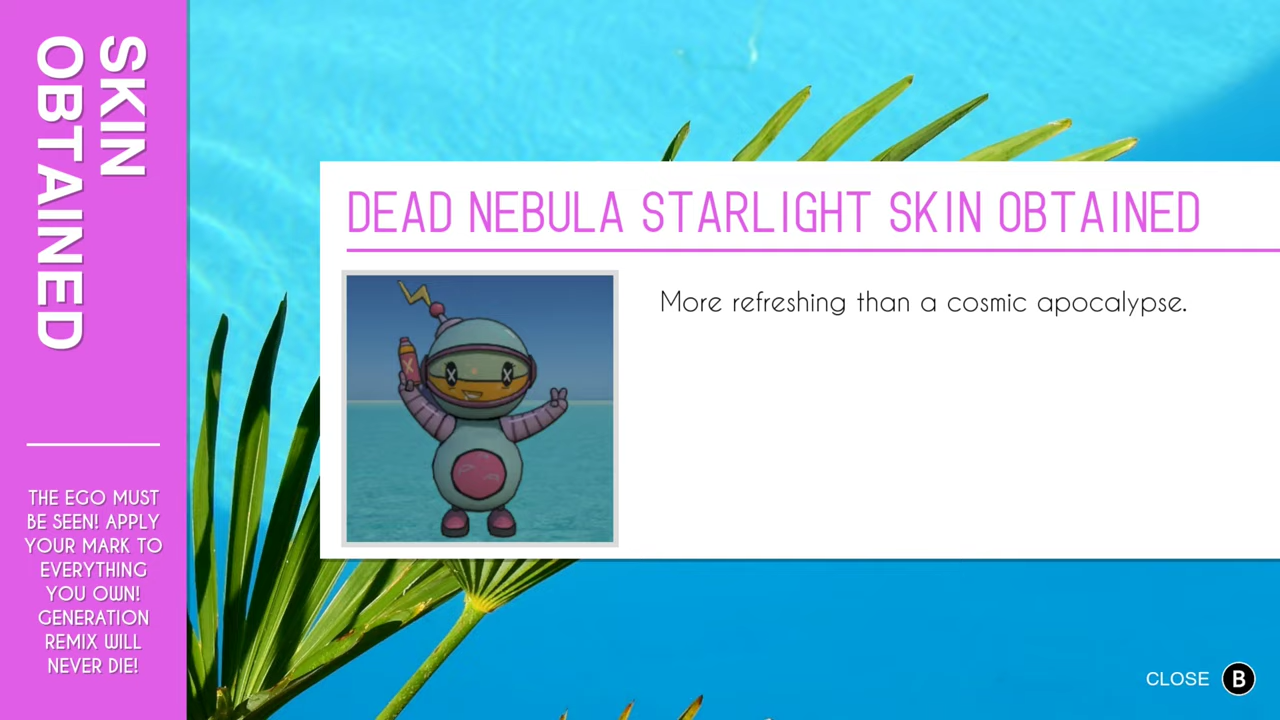 SKIN
OBTAINED
THE EGO MUST
BE SEEN! APPLY
YOUR MARK TO
EVERYTHING
YOU OWN!
GENERATION
REMIX WILL
NEVER DIE!
DEAD NEBULA STARLIGHT SKIN OBTAINED
More refreshing than a cosmic apocalypse.
CLOSE B